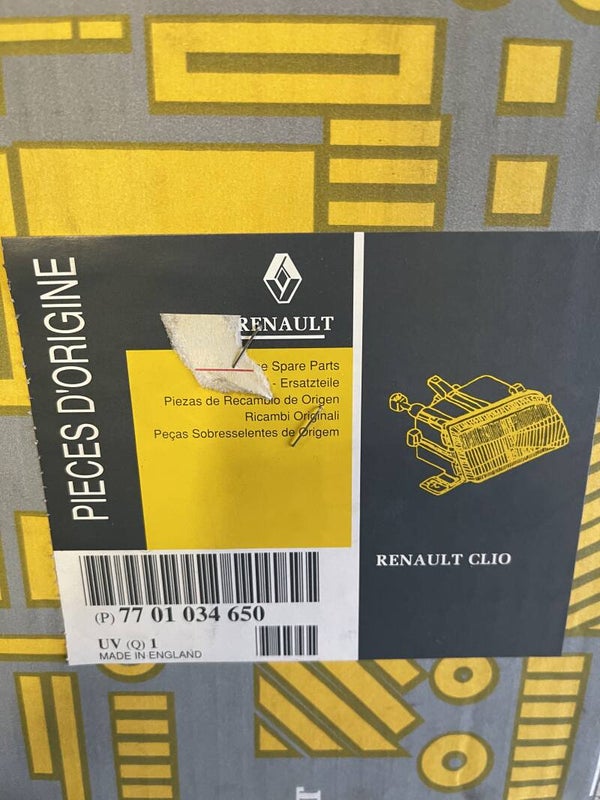 PIECES D'ORIGINE
RENAULT
Spare Parts
- Ersatzteile
Piezas de Recambio de Origen
Ricambi Originali
Peças Sobresselentes de Origem
RENAULT CLIO
(P) 77 01 034 650
UV (Q) 1
MADE IN ENGLAND